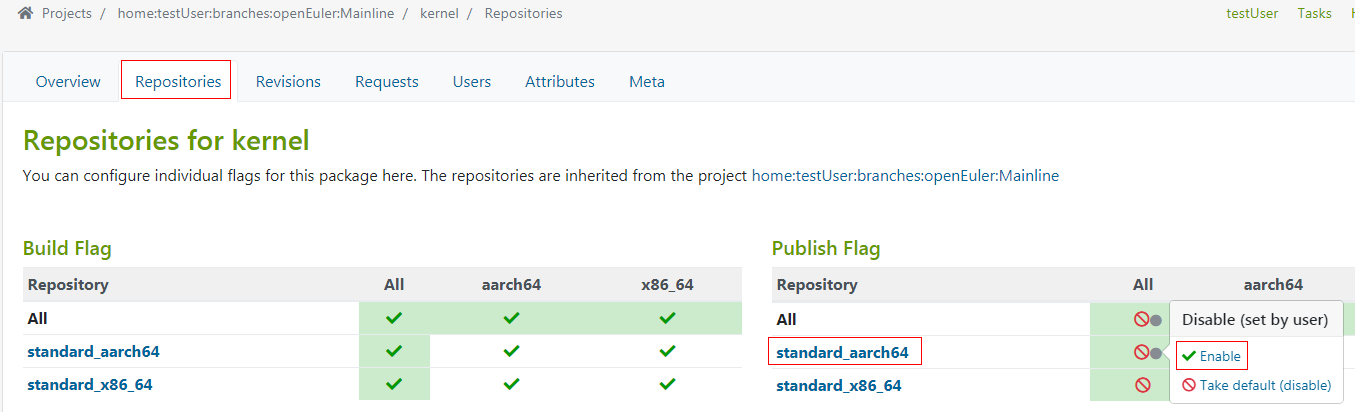 Projects / home:testUser:branches:openEuler:Mainline / kernel / Repositories
testUser Tasks
Overview Repositories Revisions Requests Users Attributes Meta
Repositories for kernel
You can configure individual flags for this package here. The repositories are inherited from the project home:testUser:branches:openEuler:Mainline
Build Flag
Repository All aarch64 x86_64
All
standard_aarch64
standard_x86_64
Publish Flag
Repository All aarch64
All
standard_aarch64
standard_x86_64
Disable (set by user)
Enable
Take default (disable)